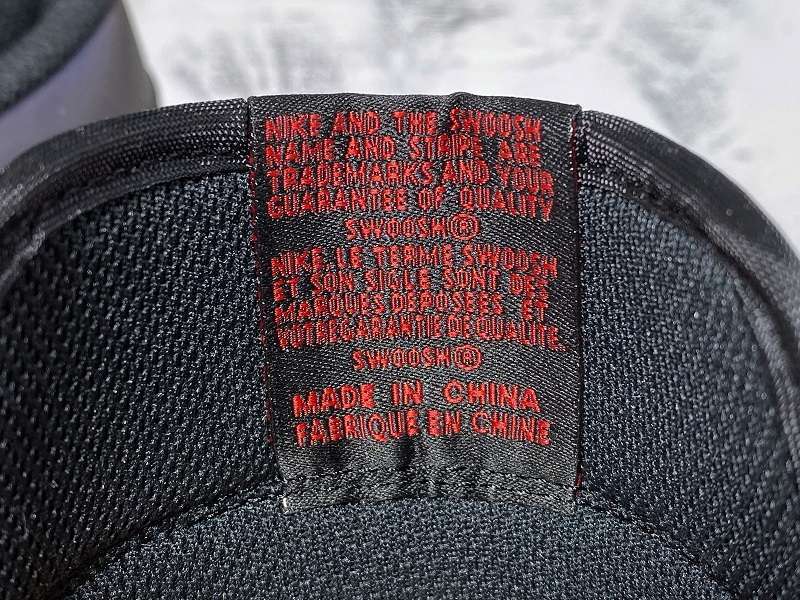 NIKE AND THE SWOOSH
NAME AND STRIPE ARE
TRADEMARKS AND YOUR
GUARANTEE OF QUALITY
SWOOSH®
NIKE, LE TERME SWOOSH
ET SON SIGLE SONT DES
MARQUES DEPOSEES ET
VOTRE GARANTIE DE QUALITE.
SWOOSH®
MADE IN CHINA
FABRIQUE EN CHINE